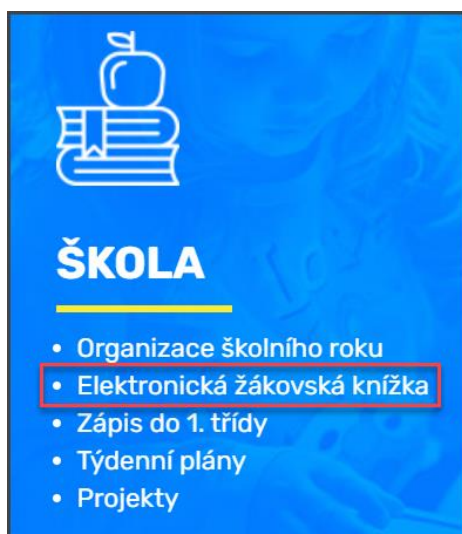 ŠKOLA
Organizace školního roku
Elektronická žákovská knížka
Zápis do 1. třídy
Týdenní plány
Projekty